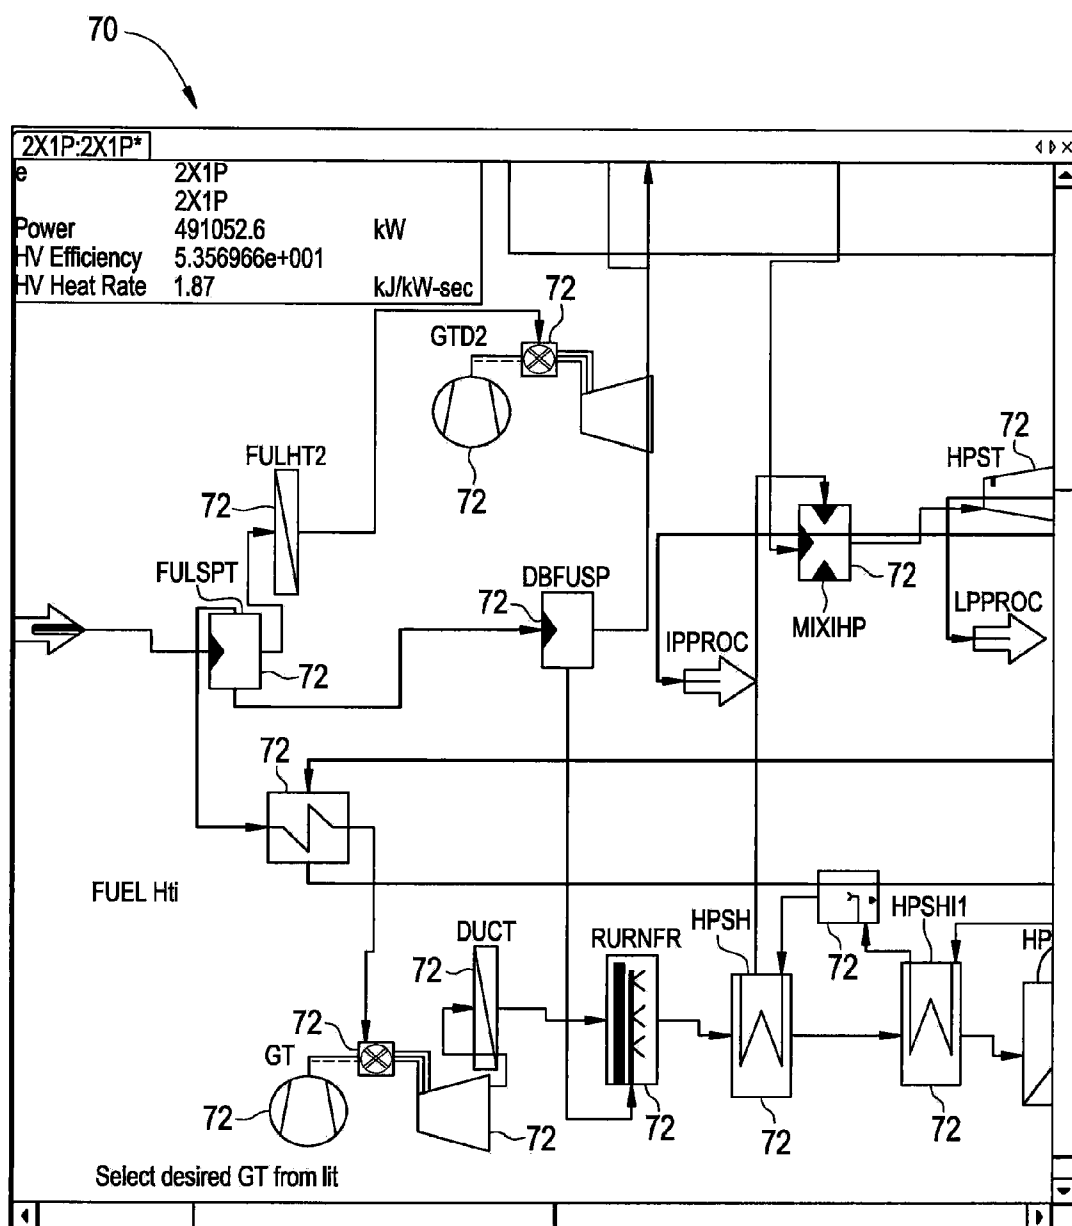 70
2X1P:2X1P*
e 2X1P
2X1P
Power 491052.6 kW
HV Efficiency 5.356966e+001
HV Heat Rate 1.87 kJ/kW-sec
72
GTD2
72
72
HPST
FULHT2
72
72
FULSPT
DBFUSP
72
72
LPPROC
MIXIHP
IPPROC
72
72
FUEL Hti
HPSHI1
DUCT
RURNFR
HPSH
HP
72
72
72
GT
72
72
72
72
72
Select desired GT from lit